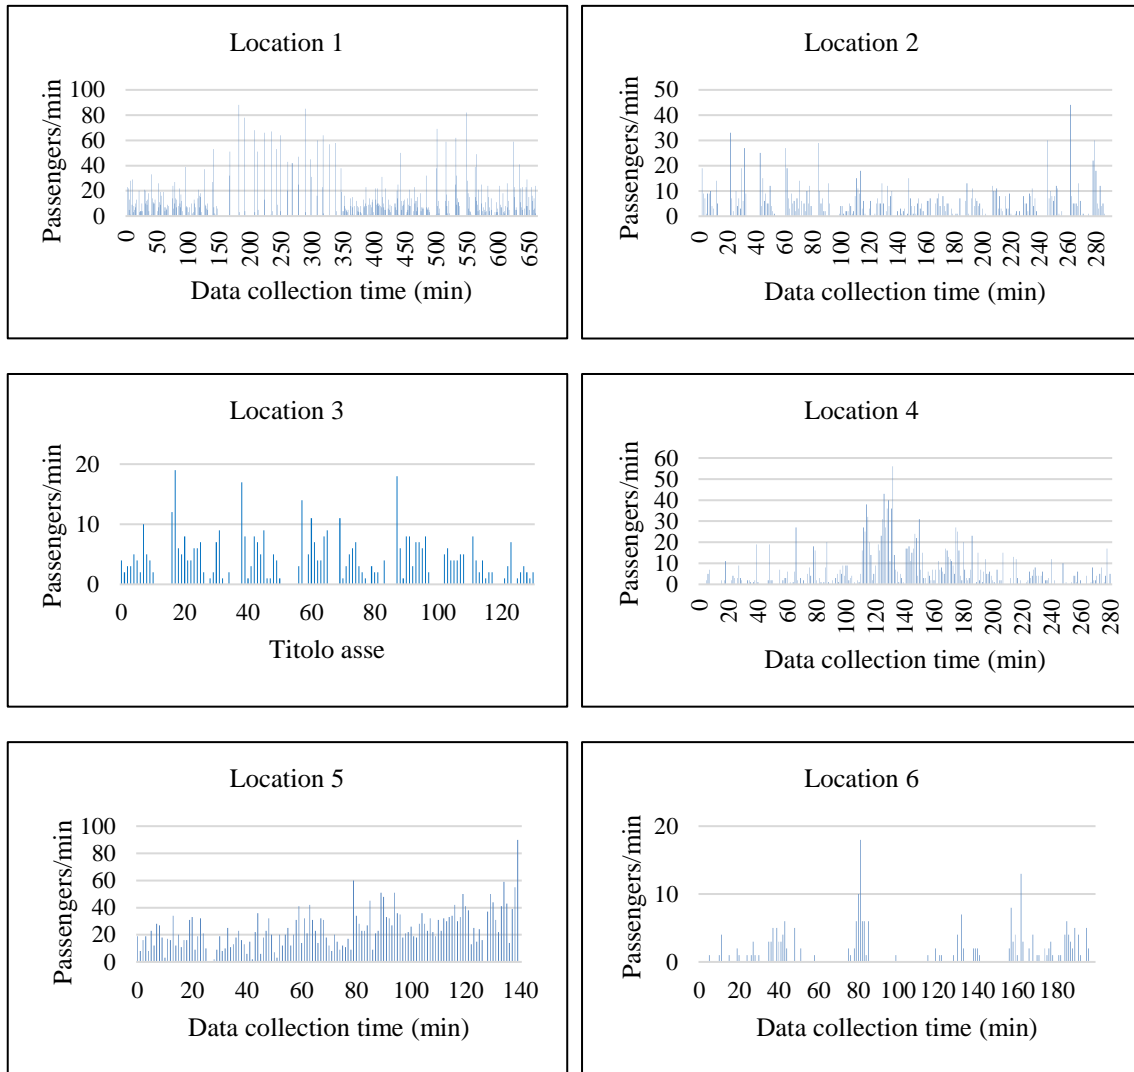 Location 1
Passengers/min
100
80
60
40
20
0
0 50 100 150 200 250 300 350 400 450 500 550 600 650
Data collection time (min)
Location 2
Passengers/min
50
40
30
20
10
0
0 20 40 60 80 100 120 140 160 180 200 220 240 260 280
Data collection time (min)
Location 3
Passengers/min
20
10
0
0 20 40 60 80 100 120
Titolo asse
Location 4
Passengers/min
60
50
40
30
20
10
0
0 20 40 60 80 100 120 140 160 180 200 220 240 260 280
Data collection time (min)
Location 5
Passengers/min
100
80
60
40
20
0
0 20 40 60 80 100 120 140
Data collection time (min)
Location 6
Passengers/min
20
10
0
0 20 40 60 80 100 120 140 160 180
Data collection time (min)